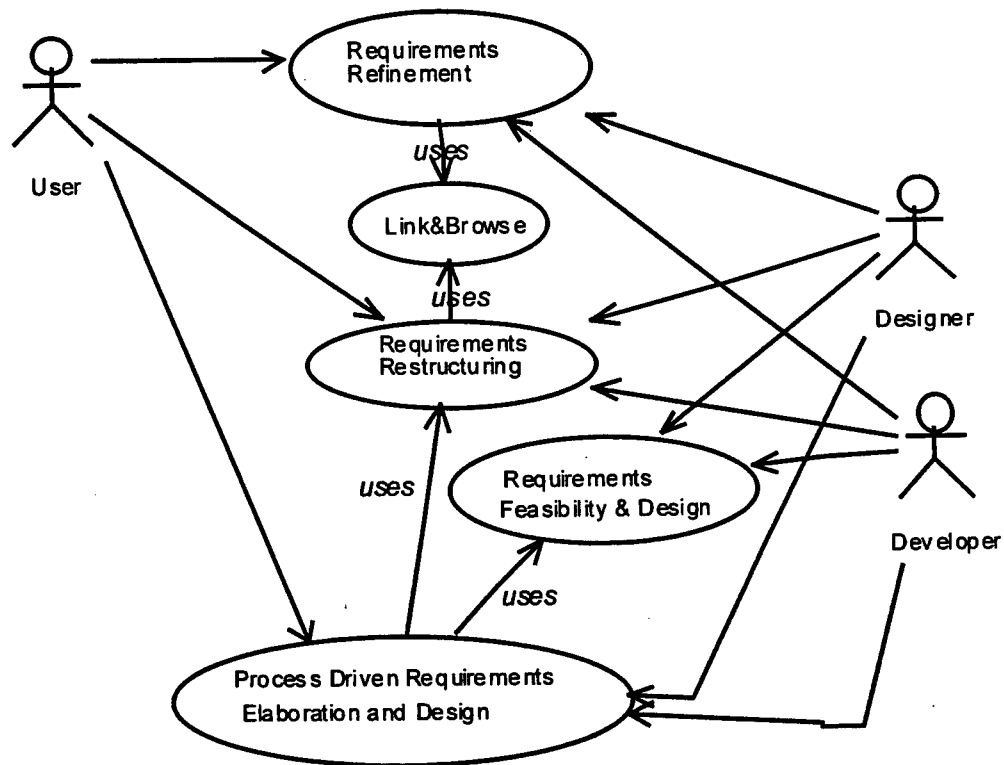 Requirements
Refinement
uses
User
Link&Browse
uses
Designer
Requirements
Restructuring
uses
Requirements
Feasibility & Design
Developer
uses
Process Driven Requirements
Elaboration and Design